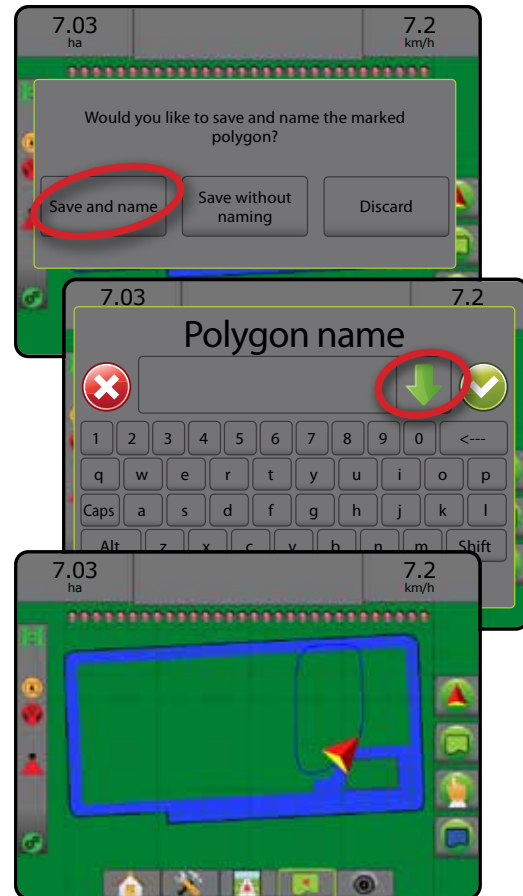 7.03 7.2
ha km/h
Would you like to save and name the marked
polygon?
Save and name
Save without
naming
Discard
7.03 7.2
Polygon name
1 2 3 4 5 6 7 8 9 0 <---
q w e r t y u i o p
Caps a s d f g h j k l
Alt z x c v b n m Shift
7.03 7.2
ha km/h